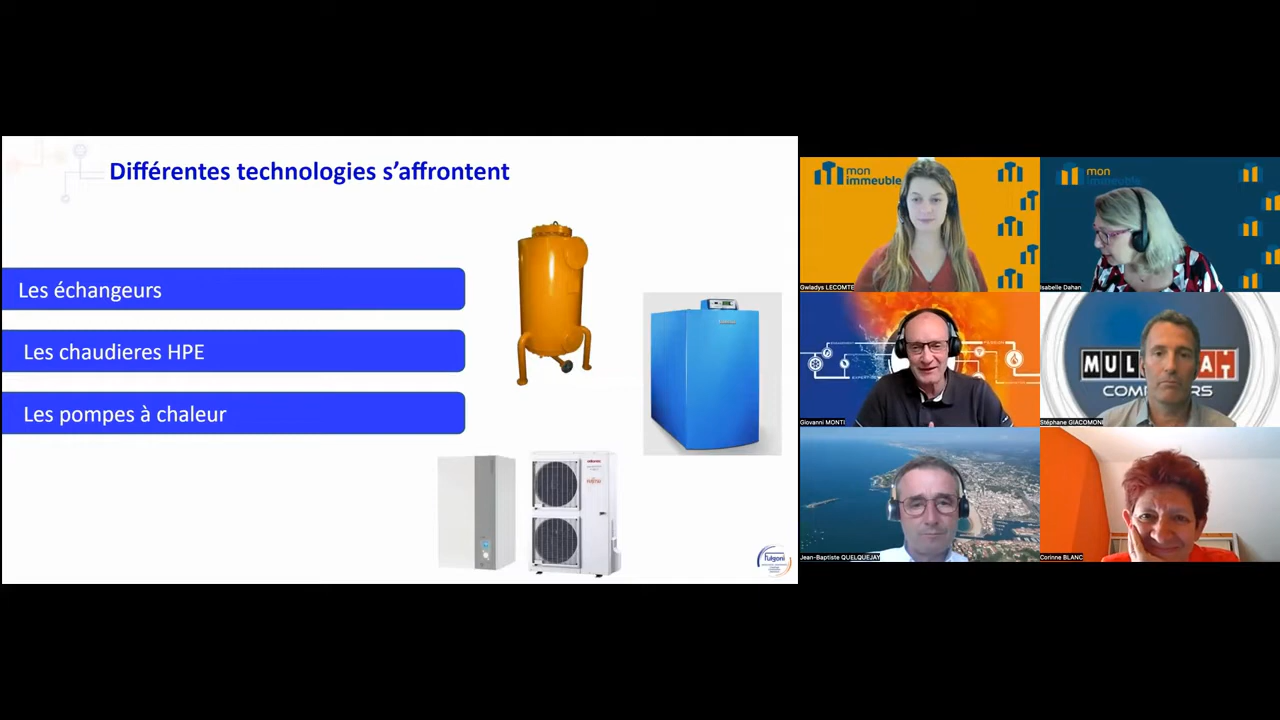 Différentes technologies s’affrontent
Les échangeurs
Les chaudieres HPE
Les pompes à chaleur
Fulgoni
mon
immeuble
Gwladys LECOMTE
mon
immeuble
Isabelle Dahan
Giovanni MONTI
Stéphane GIACOMONI
Jean-Baptiste QUELQUEJAY
Corinne BLANC